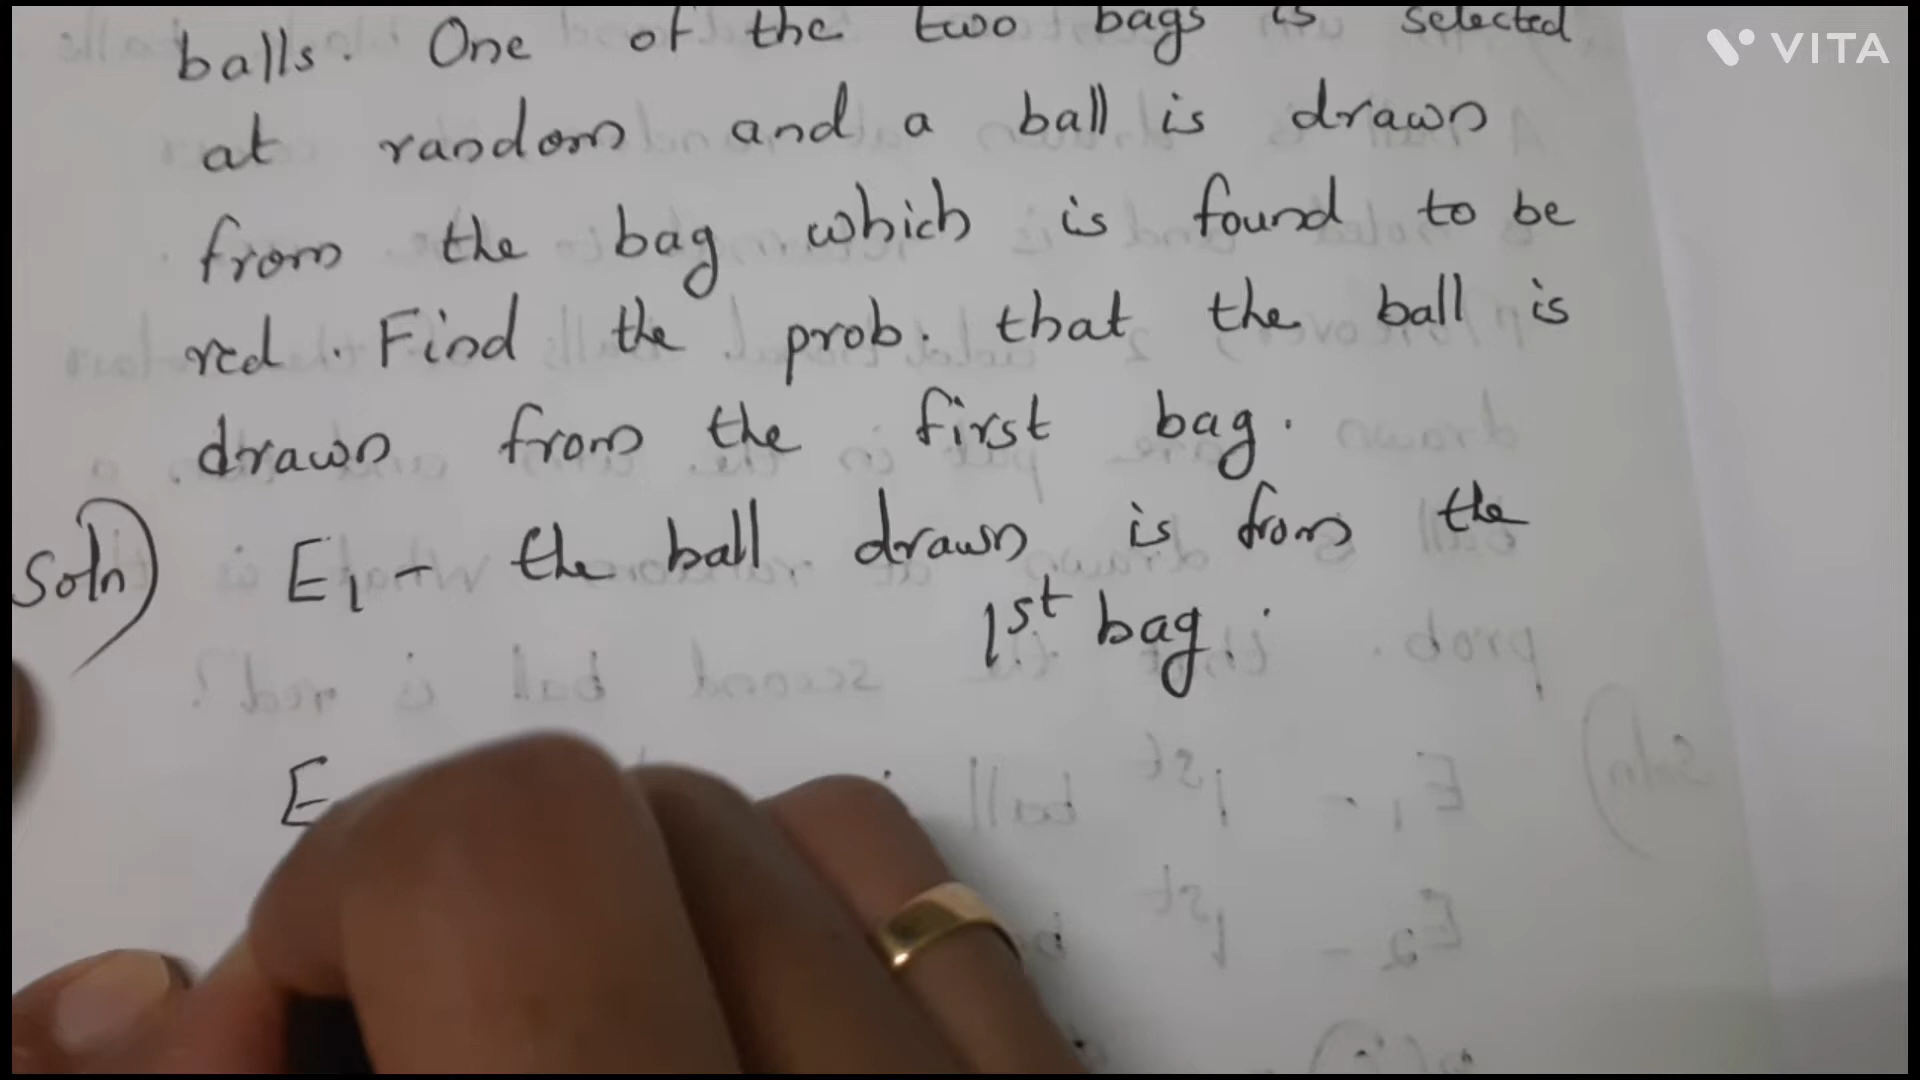 balls. One of the two bags is selected
VITA
at random and a ball is drawn
from the bag which is found to be
red. Find the prob. that the ball is
drawn from the first bag.
Soln) E1 - the ball drawn is from the
1st bag.
E